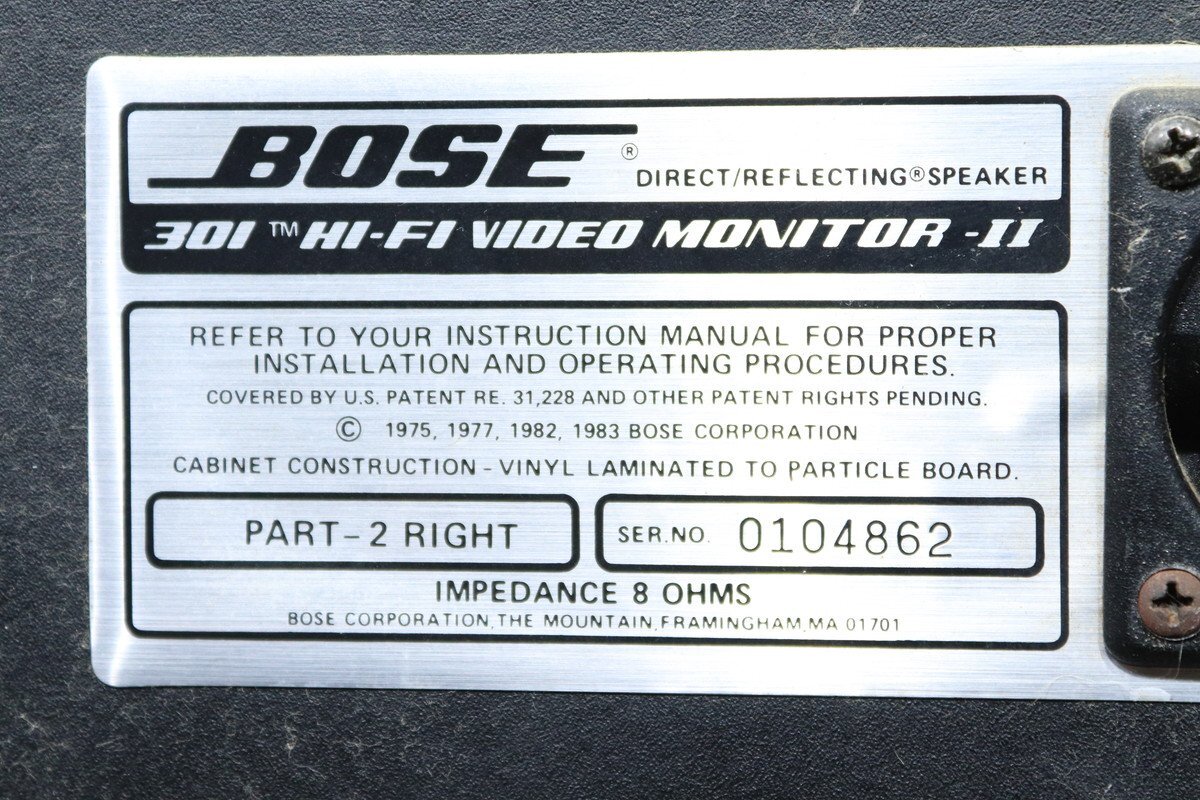 BOSE®
DIRECT/REFLECTING® SPEAKER
301™ HI-FI VIDEO MONITOR -II
REFER TO YOUR INSTRUCTION MANUAL FOR PROPER
INSTALLATION AND OPERATING PROCEDURES.
COVERED BY U.S. PATENT RE. 31,228 AND OTHER PATENT RIGHTS PENDING.
© 1975, 1977, 1982, 1983 BOSE CORPORATION
CABINET CONSTRUCTION - VINYL LAMINATED TO PARTICLE BOARD.
PART-2 RIGHT
SER.NO. 0104862
IMPEDANCE 8 OHMS
BOSE CORPORATION, THE MOUNTAIN, FRAMINGHAM, MA 01701